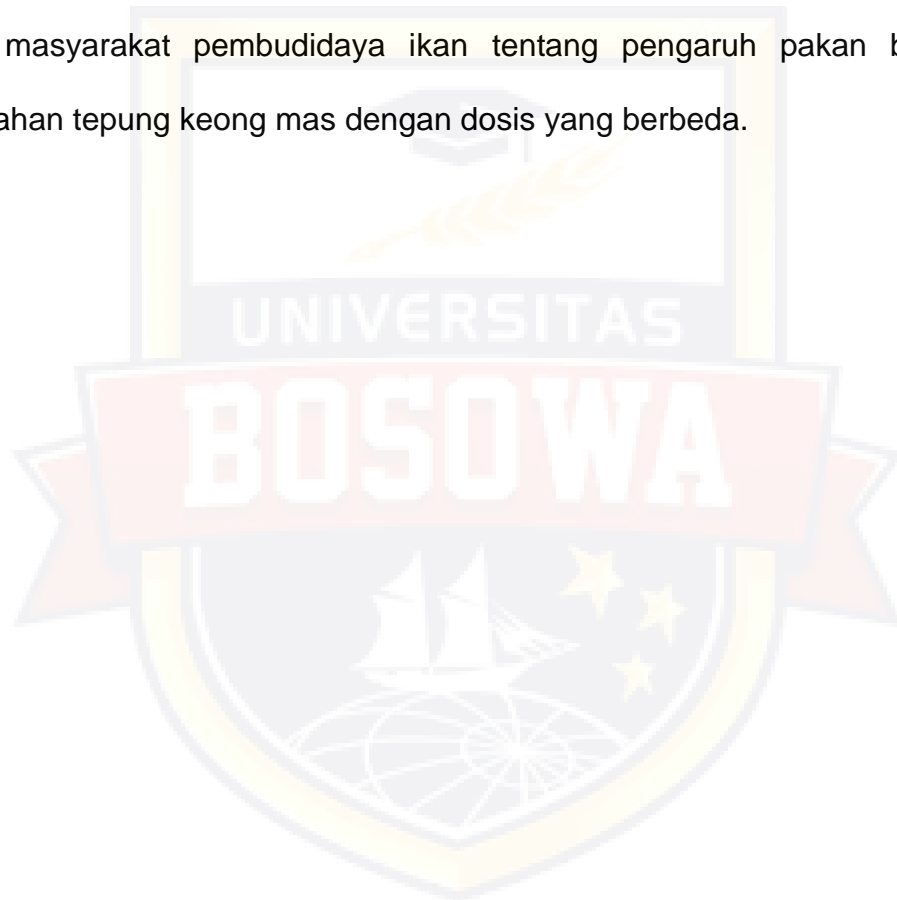 masyarakat pembudidaya ikan tentang pengaruh pakan b
ahan tepung keong mas dengan dosis yang berbeda.
UNIVERSITAS
BOSOWA